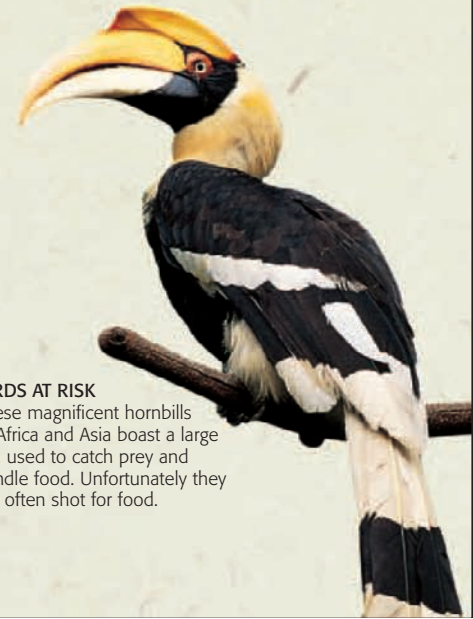 RDS AT RISK
ese magnificent hornbills
Africa and Asia boast a large
used to catch prey and
ndle food. Unfortunately they
often shot for food.